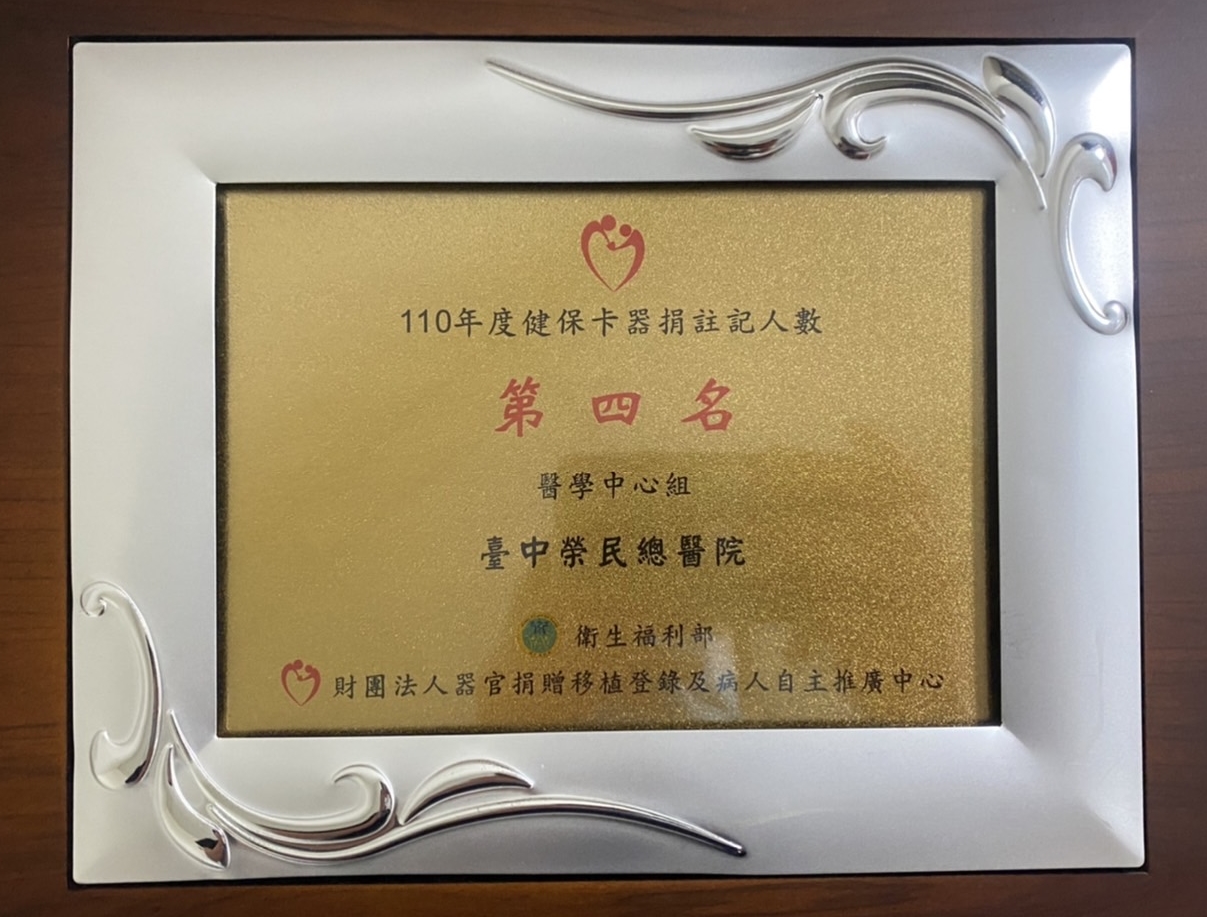 110年度健保卡器捐註記人數
第四名
醫學中心組
臺中榮民總醫院
衛生福利部
財團法人器官捐贈移植登錄及病人自主推廣中心